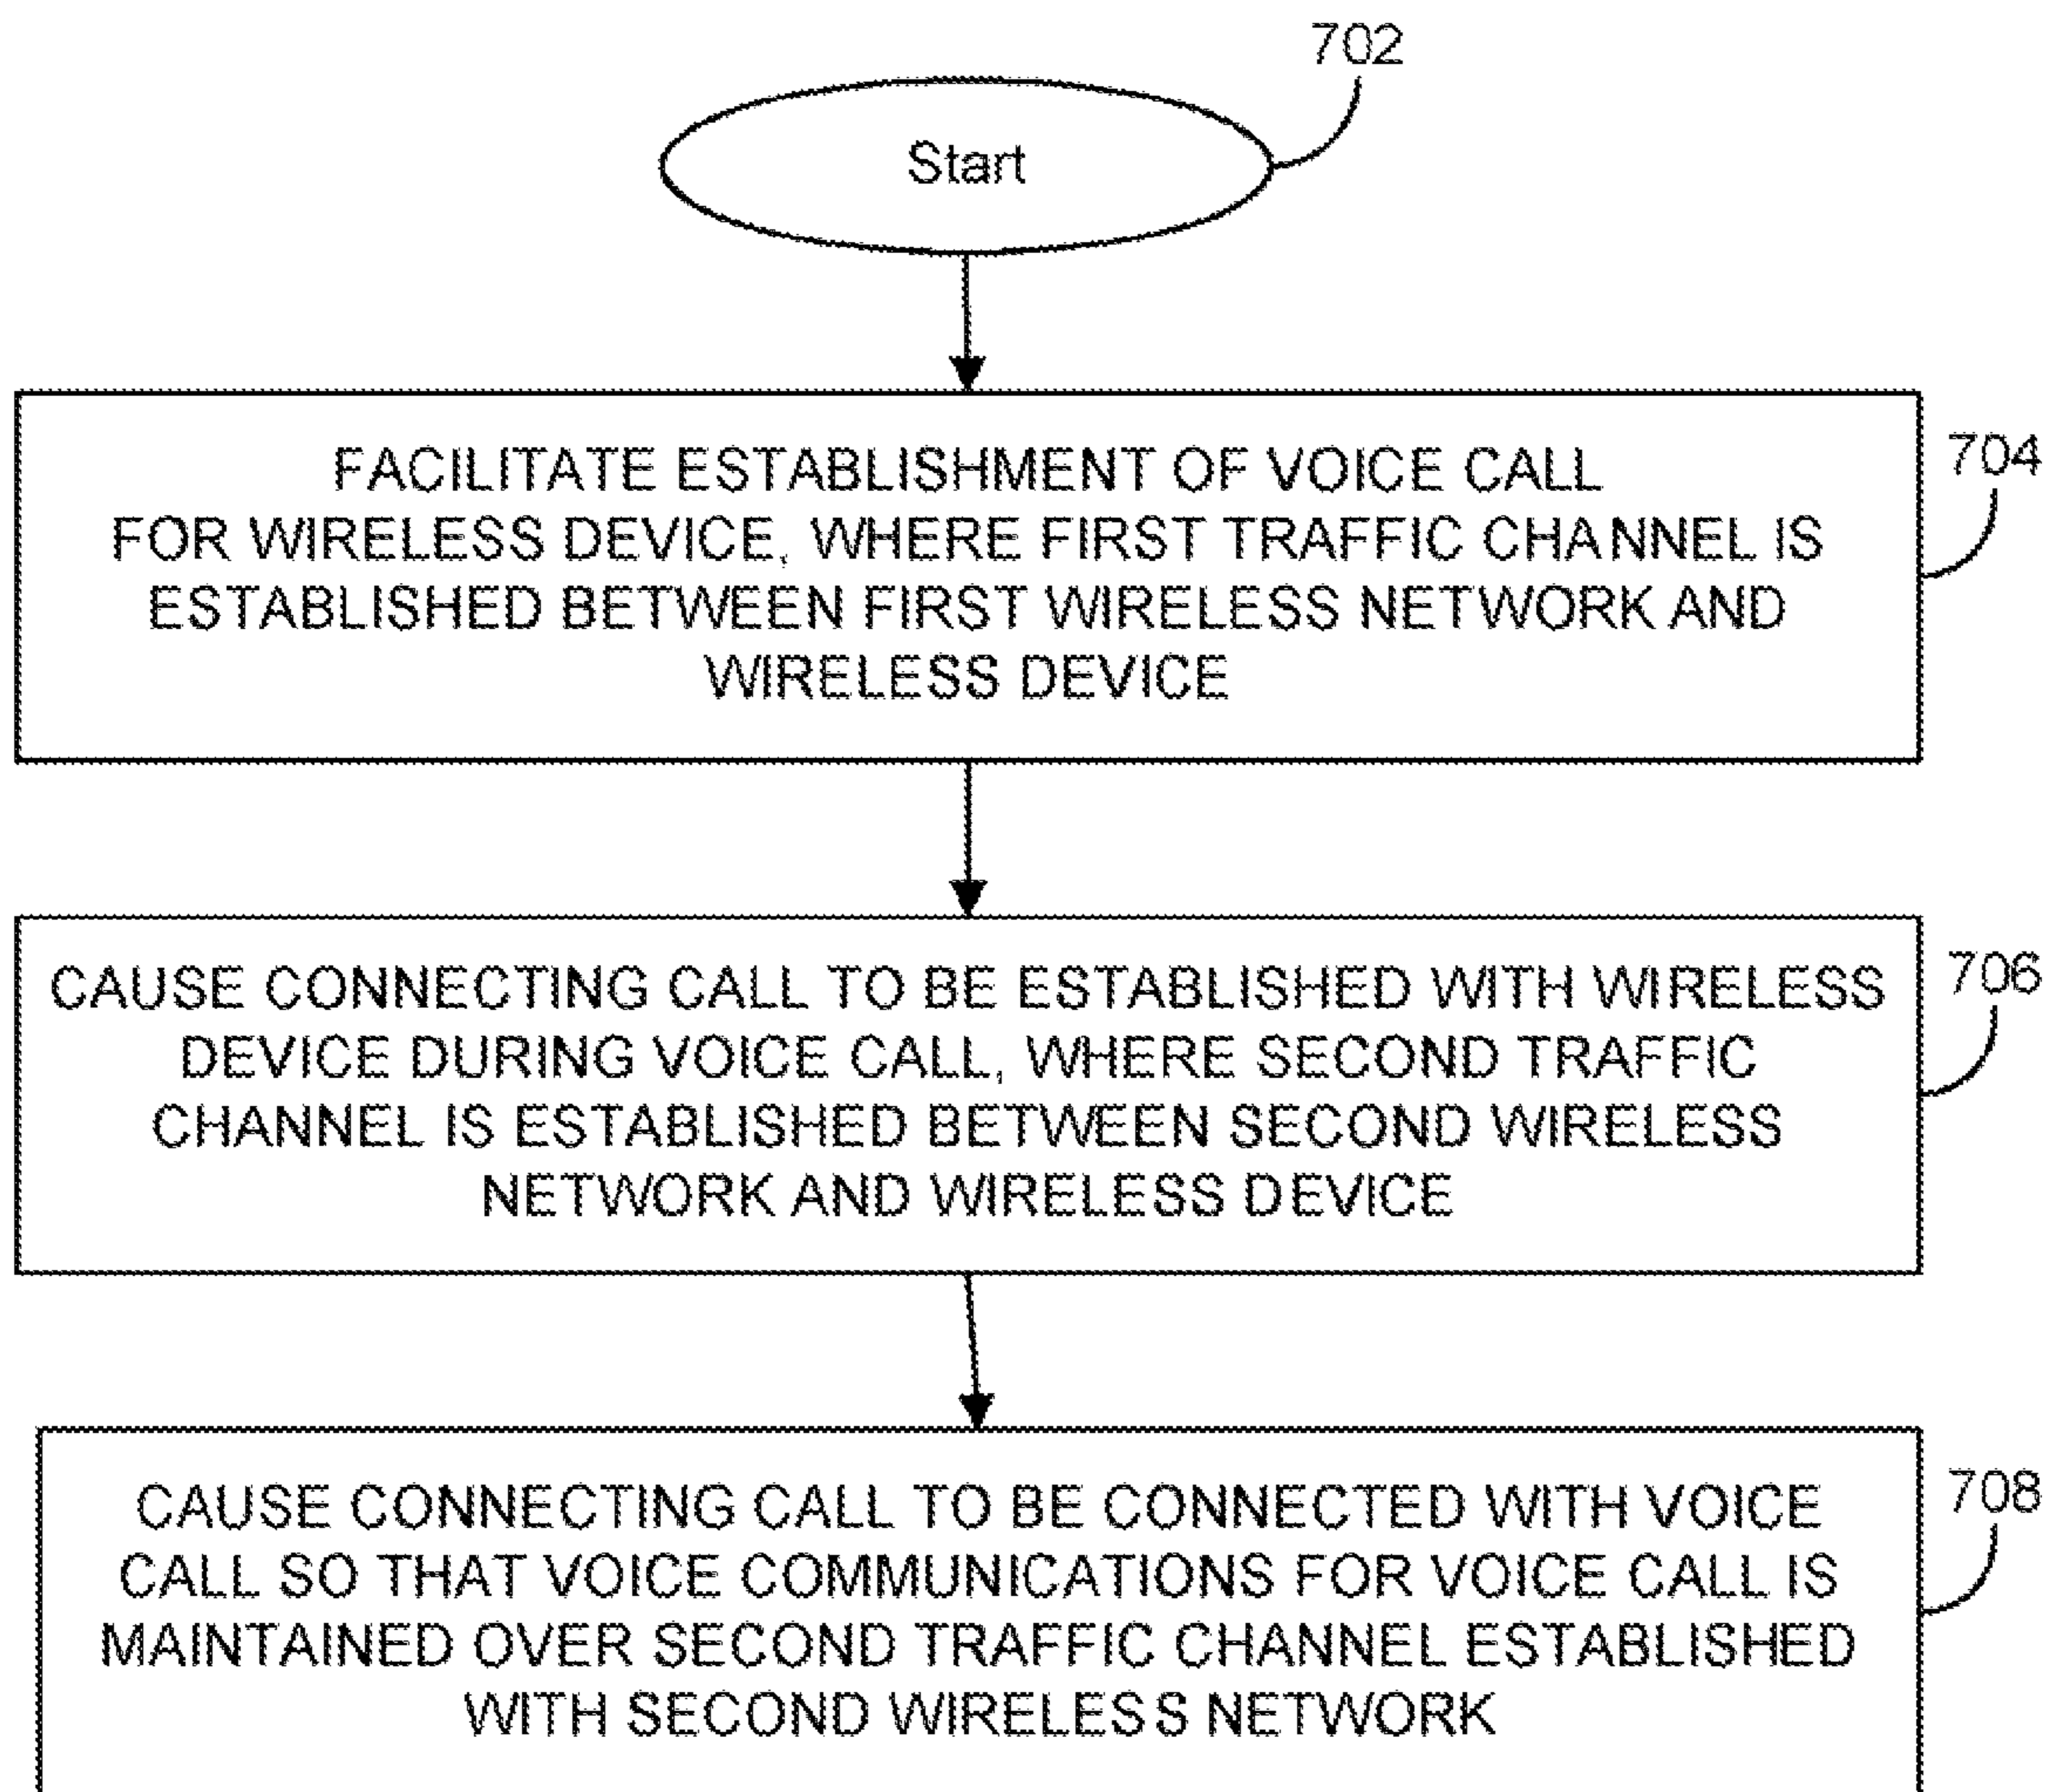 702
Start
704
FACILITATE ESTABLISHMENT OF VOICE CALL
FOR WIRELESS DEVICE, WHERE FIRST TRAFFIC CHANNEL IS
ESTABLISHED BETWEEN FIRST WIRELESS NETWORK AND
WIRELESS DEVICE
706
CAUSE CONNECTING CALL TO BE ESTABLISHED WITH WIRELESS
DEVICE DURING VOICE CALL, WHERE SECOND TRAFFIC
CHANNEL IS ESTABLISHED BETWEEN SECOND WIRELESS
NETWORK AND WIRELESS DEVICE
708
CAUSE CONNECTING CALL TO BE CONNECTED WITH VOICE
CALL SO THAT VOICE COMMUNICATIONS FOR VOICE CALL IS
MAINTAINED OVER SECOND TRAFFIC CHANNEL ESTABLISHED
WITH SECOND WIRELESS NETWORK